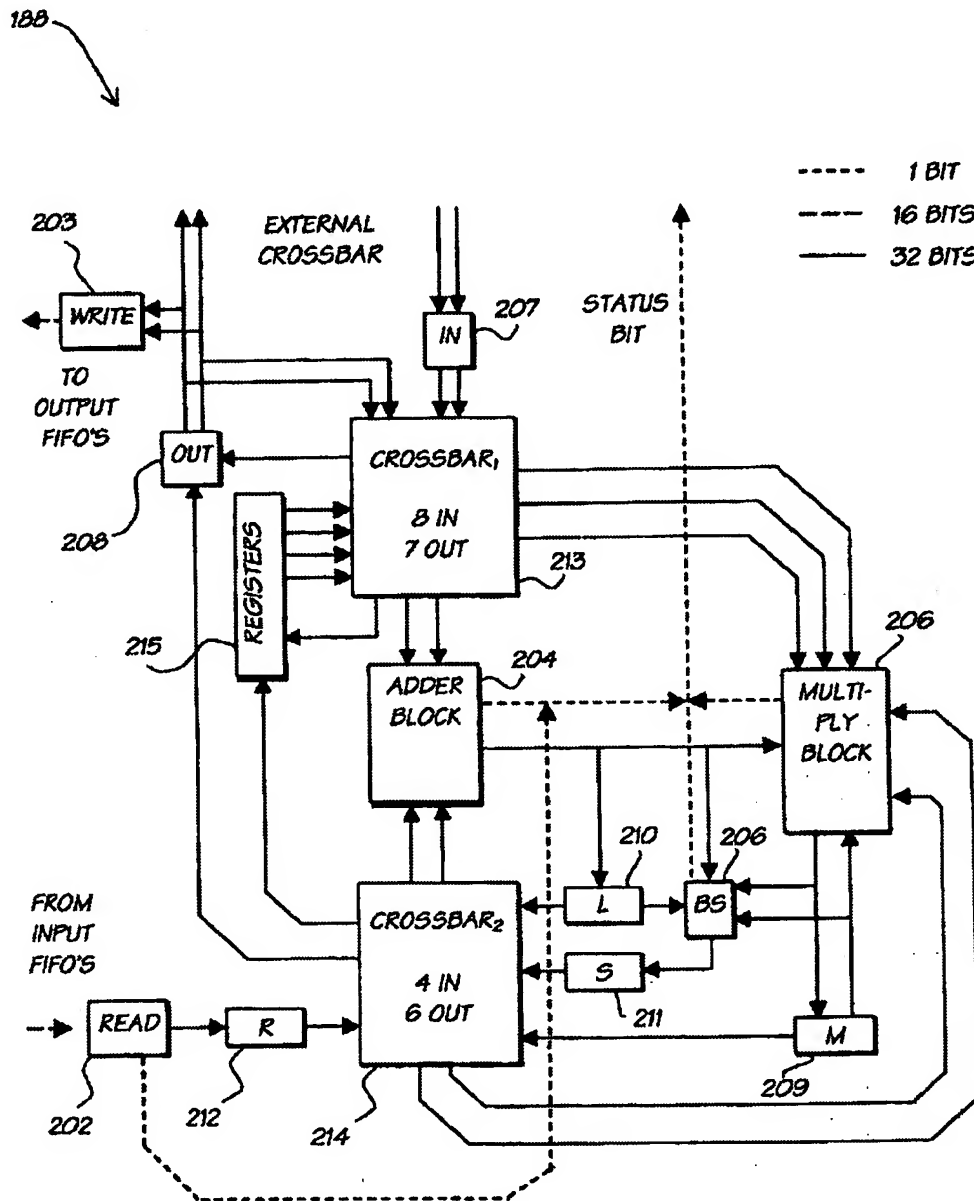 188
1 BIT
16 BITS
32 BITS
203
EXTERNAL
CROSSBAR
WRITE
207
IN
STATUS
BIT
TO
OUTPUT
FIFO'S
OUT
208
CROSSBAR₁
8 IN
7 OUT
213
REGISTERS
215
204
ADDER
BLOCK
206
MULTI-
PLY
BLOCK
210
206
L
BS
FROM
INPUT
FIFO'S
CROSSBAR₂
4 IN
6 OUT
S
211
READ
R
M
202
212
214
209